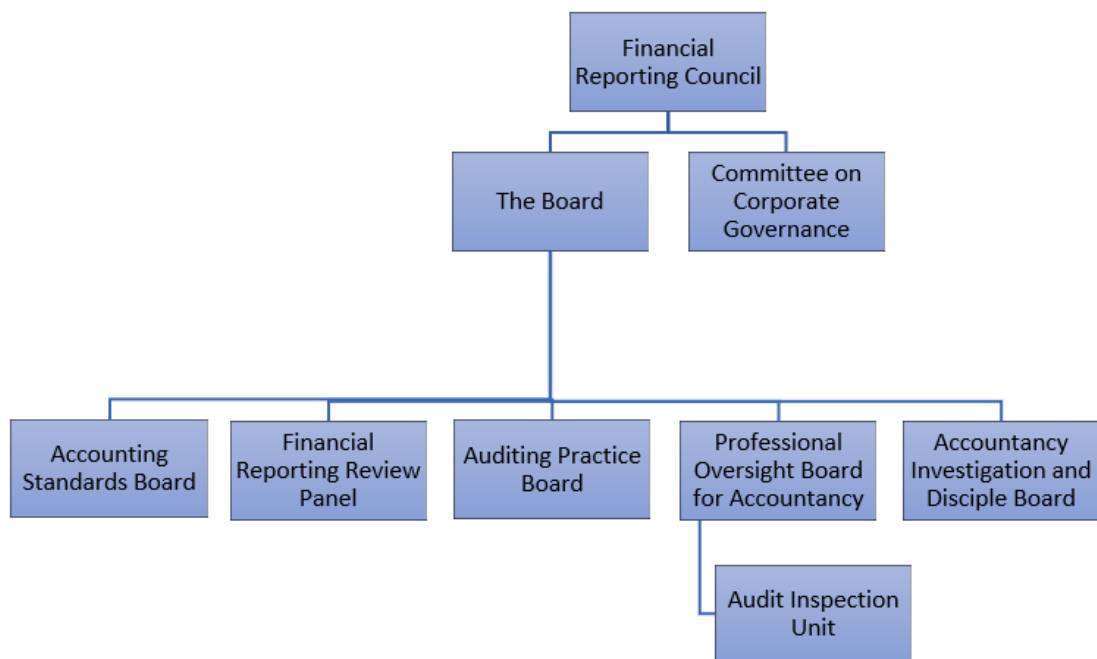 Financial
Reporting Council
The Board
Committee on
Corporate
Governance
Accounting
Standards Board
Financial
Reporting Review
Panel
Auditing Practice
Board
Professional
Oversight Board
for Accountancy
Accountancy
Investigation and
Disciple Board
Audit Inspection
Unit